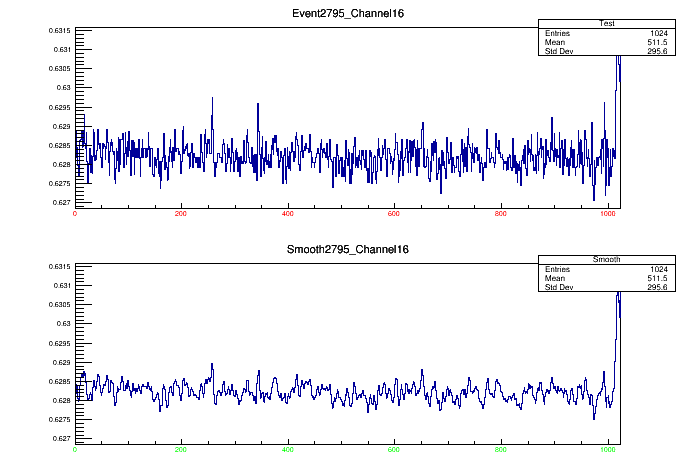 Event2795_Channel16
Test
Entries 1024
Mean 511.5
Std Dev 295.6
0.6315
0.631
0.6305
0.63
0.6295
0.629
0.6285
0.628
0.6275
0.627
0 200 400 600 800 1000
Smooth2795_Channel16
Smooth
Entries 1024
Mean 511.5
Std Dev 295.6
0.6315
0.631
0.6305
0.63
0.6295
0.629
0.6285
0.628
0.6275
0.627
0 200 400 600 800 1000